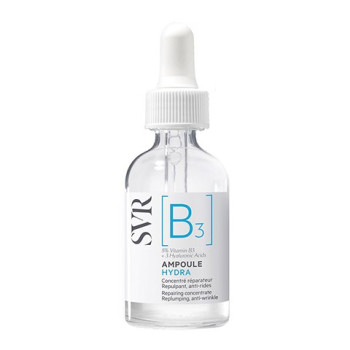 SVR
[B3]
8% Vitamin B3
+ 3 Hyaluronic Acids
AMPOULE
HYDRA
Concentré réparateur
Repulpant, anti-rides
Repairing concentrate
Replumping, anti-wrinkle